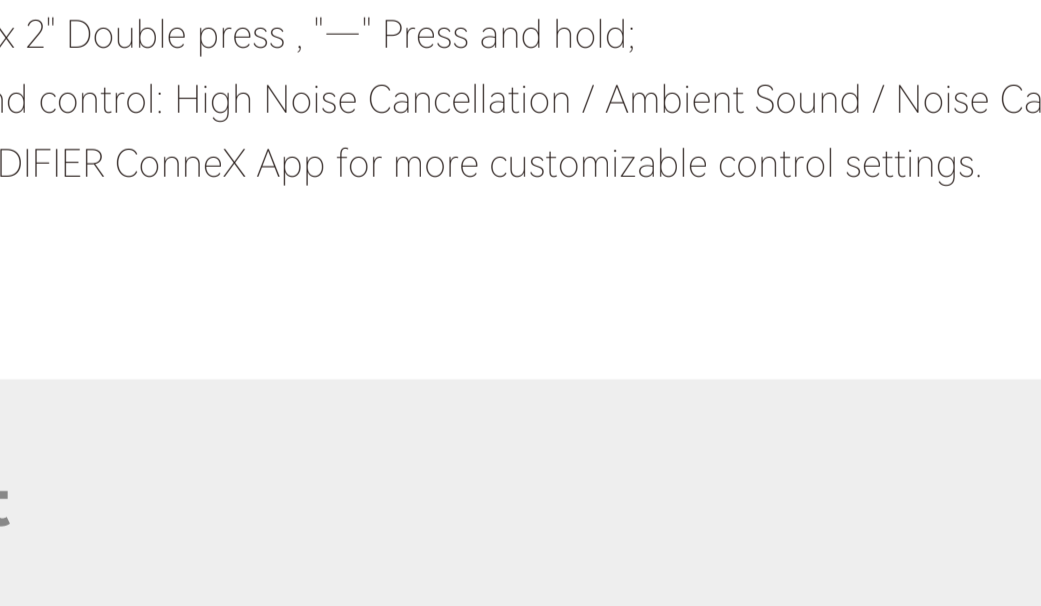 x 2" Double press , "—" Press and hold;
nd control: High Noise Cancellation / Ambient Sound / Noise Ca
DIFIER ConneX App for more customizable control settings.
t